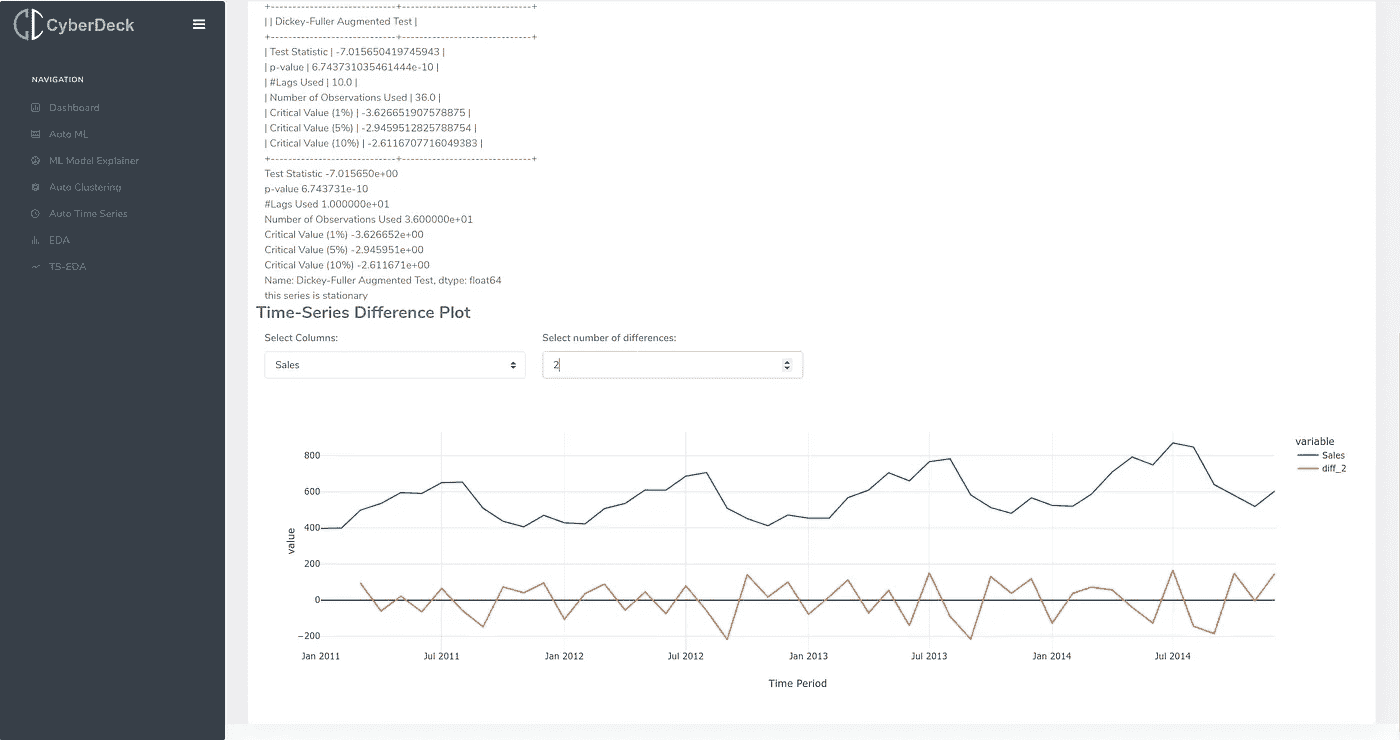 CyberDeck
NAVIGATION
Dashboard
Auto ML
ML Model Explainer
Auto Clustering
Auto Time Series
EDA
TS-EDA
+----------------------------+-----------------------------+
| | Dickey-Fuller Augmented Test |
+----------------------------+-----------------------------+
| Test Statistic | -7.015650419745943 |
| p-value | 6.743731035461444e-10 |
| #Lags Used | 10.0 |
| Number of Observations Used | 36.0 |
| Critical Value (1%) | -3.626651907578875 |
| Critical Value (5%) | -2.9459512825788754 |
| Critical Value (10%) | -2.6116707716049383 |
+----------------------------+-----------------------------+
Test Statistic -7.015650e+00
p-value 6.743731e-10
#Lags Used 1.000000e+01
Number of Observations Used 3.600000e+01
Critical Value (1%) -3.626652e+00
Critical Value (5%) -2.945951e+00
Critical Value (10%) -2.611671e+00
Name: Dickey-Fuller Augmented Test, dtype: float64
this series is stationary
Time-Series Difference Plot
Select Columns:
Select number of differences:
Sales
2
variable
Sales
diff_2
value
800
600
400
200
0
−200
Jan 2011
Jul 2011
Jan 2012
Jul 2012
Jan 2013
Jul 2013
Jan 2014
Jul 2014
Time Period